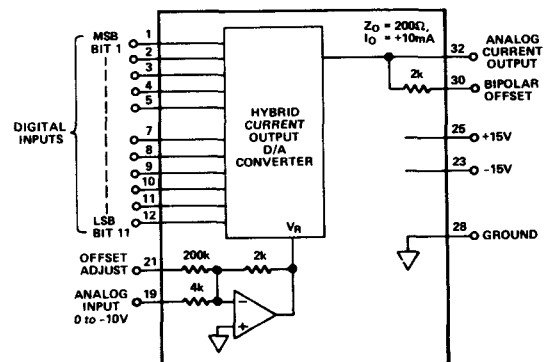 MSB
BIT 1
1
2
3
4
5
7
8
9
10
11
12
LSB
BIT 11
DIGITAL
INPUTS
HYBRID
CURRENT
OUTPUT
D/A
CONVERTER
VR
ZO = 200Ω,
IO = +10mA
32
ANALOG
CURRENT
OUTPUT
2k
30
BIPOLAR
OFFSET
25
+15V
23
-15V
28
GROUND
OFFSET
ADJUST
21
200k
2k
ANALOG
INPUT
0 to -10V
19
4k
-
+